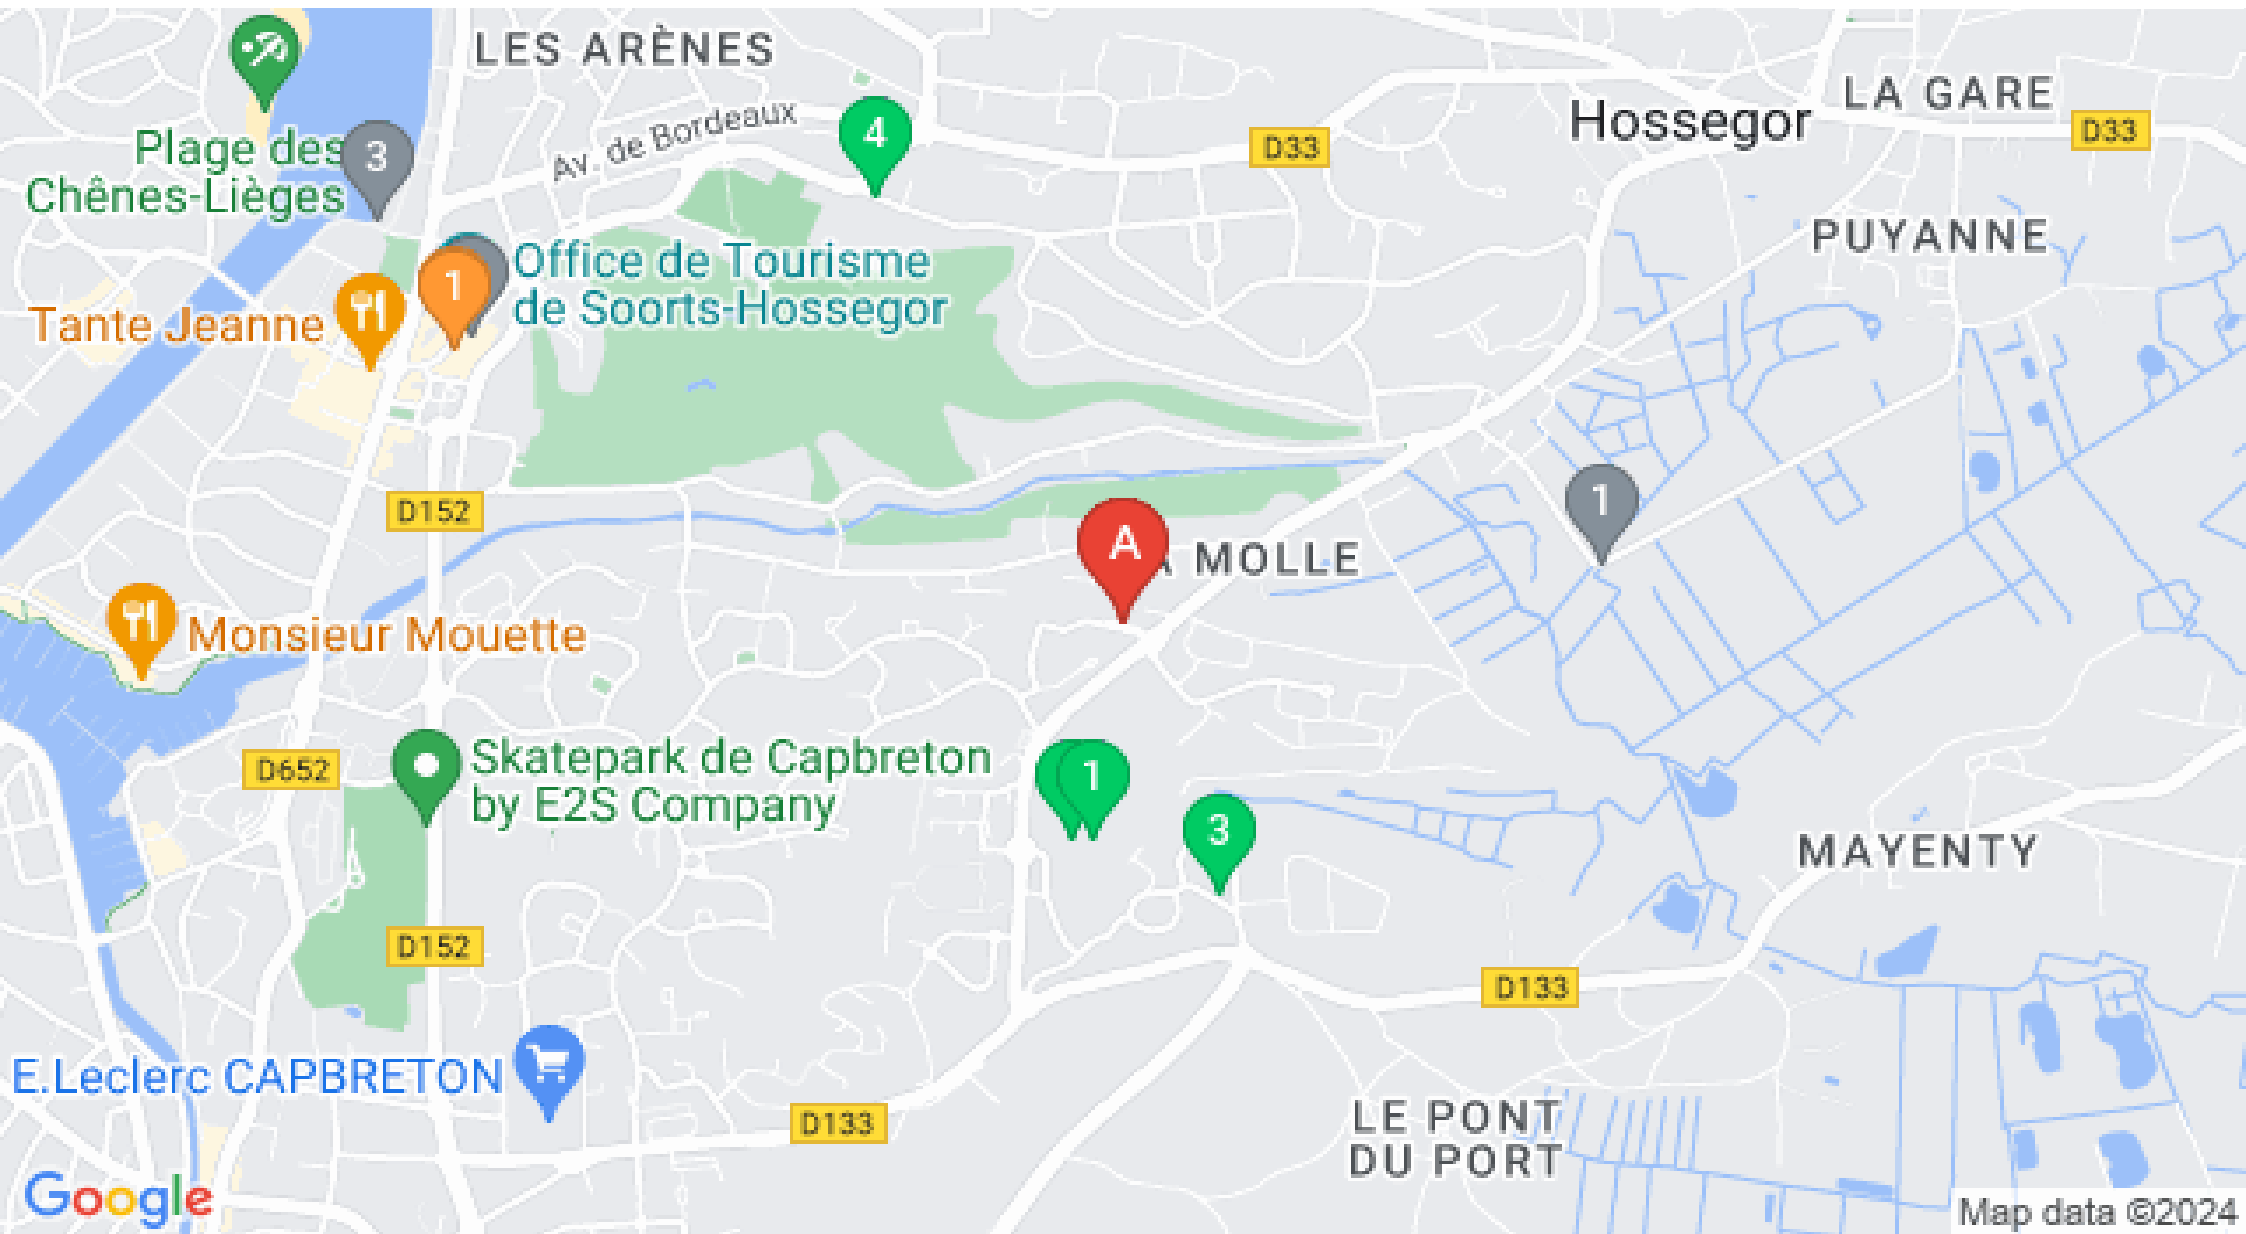 LES ARÈNES
Av. de Bordeaux
4
D33
Hossegor
LA GARE
D33
Plage des
Chênes-Lièges
3
PUYANNE
Office de Tourisme
de Soorts-Hossegor
1
Tante Jeanne
D152
1
A
MOLLE
Monsieur Mouette
D652
Skatepark de Capbreton
by E2S Company
1
3
MAYENTY
D152
D133
E.Leclerc CAPBRETON
D133
LE PONT
DU PORT
Google
Map data ©2024